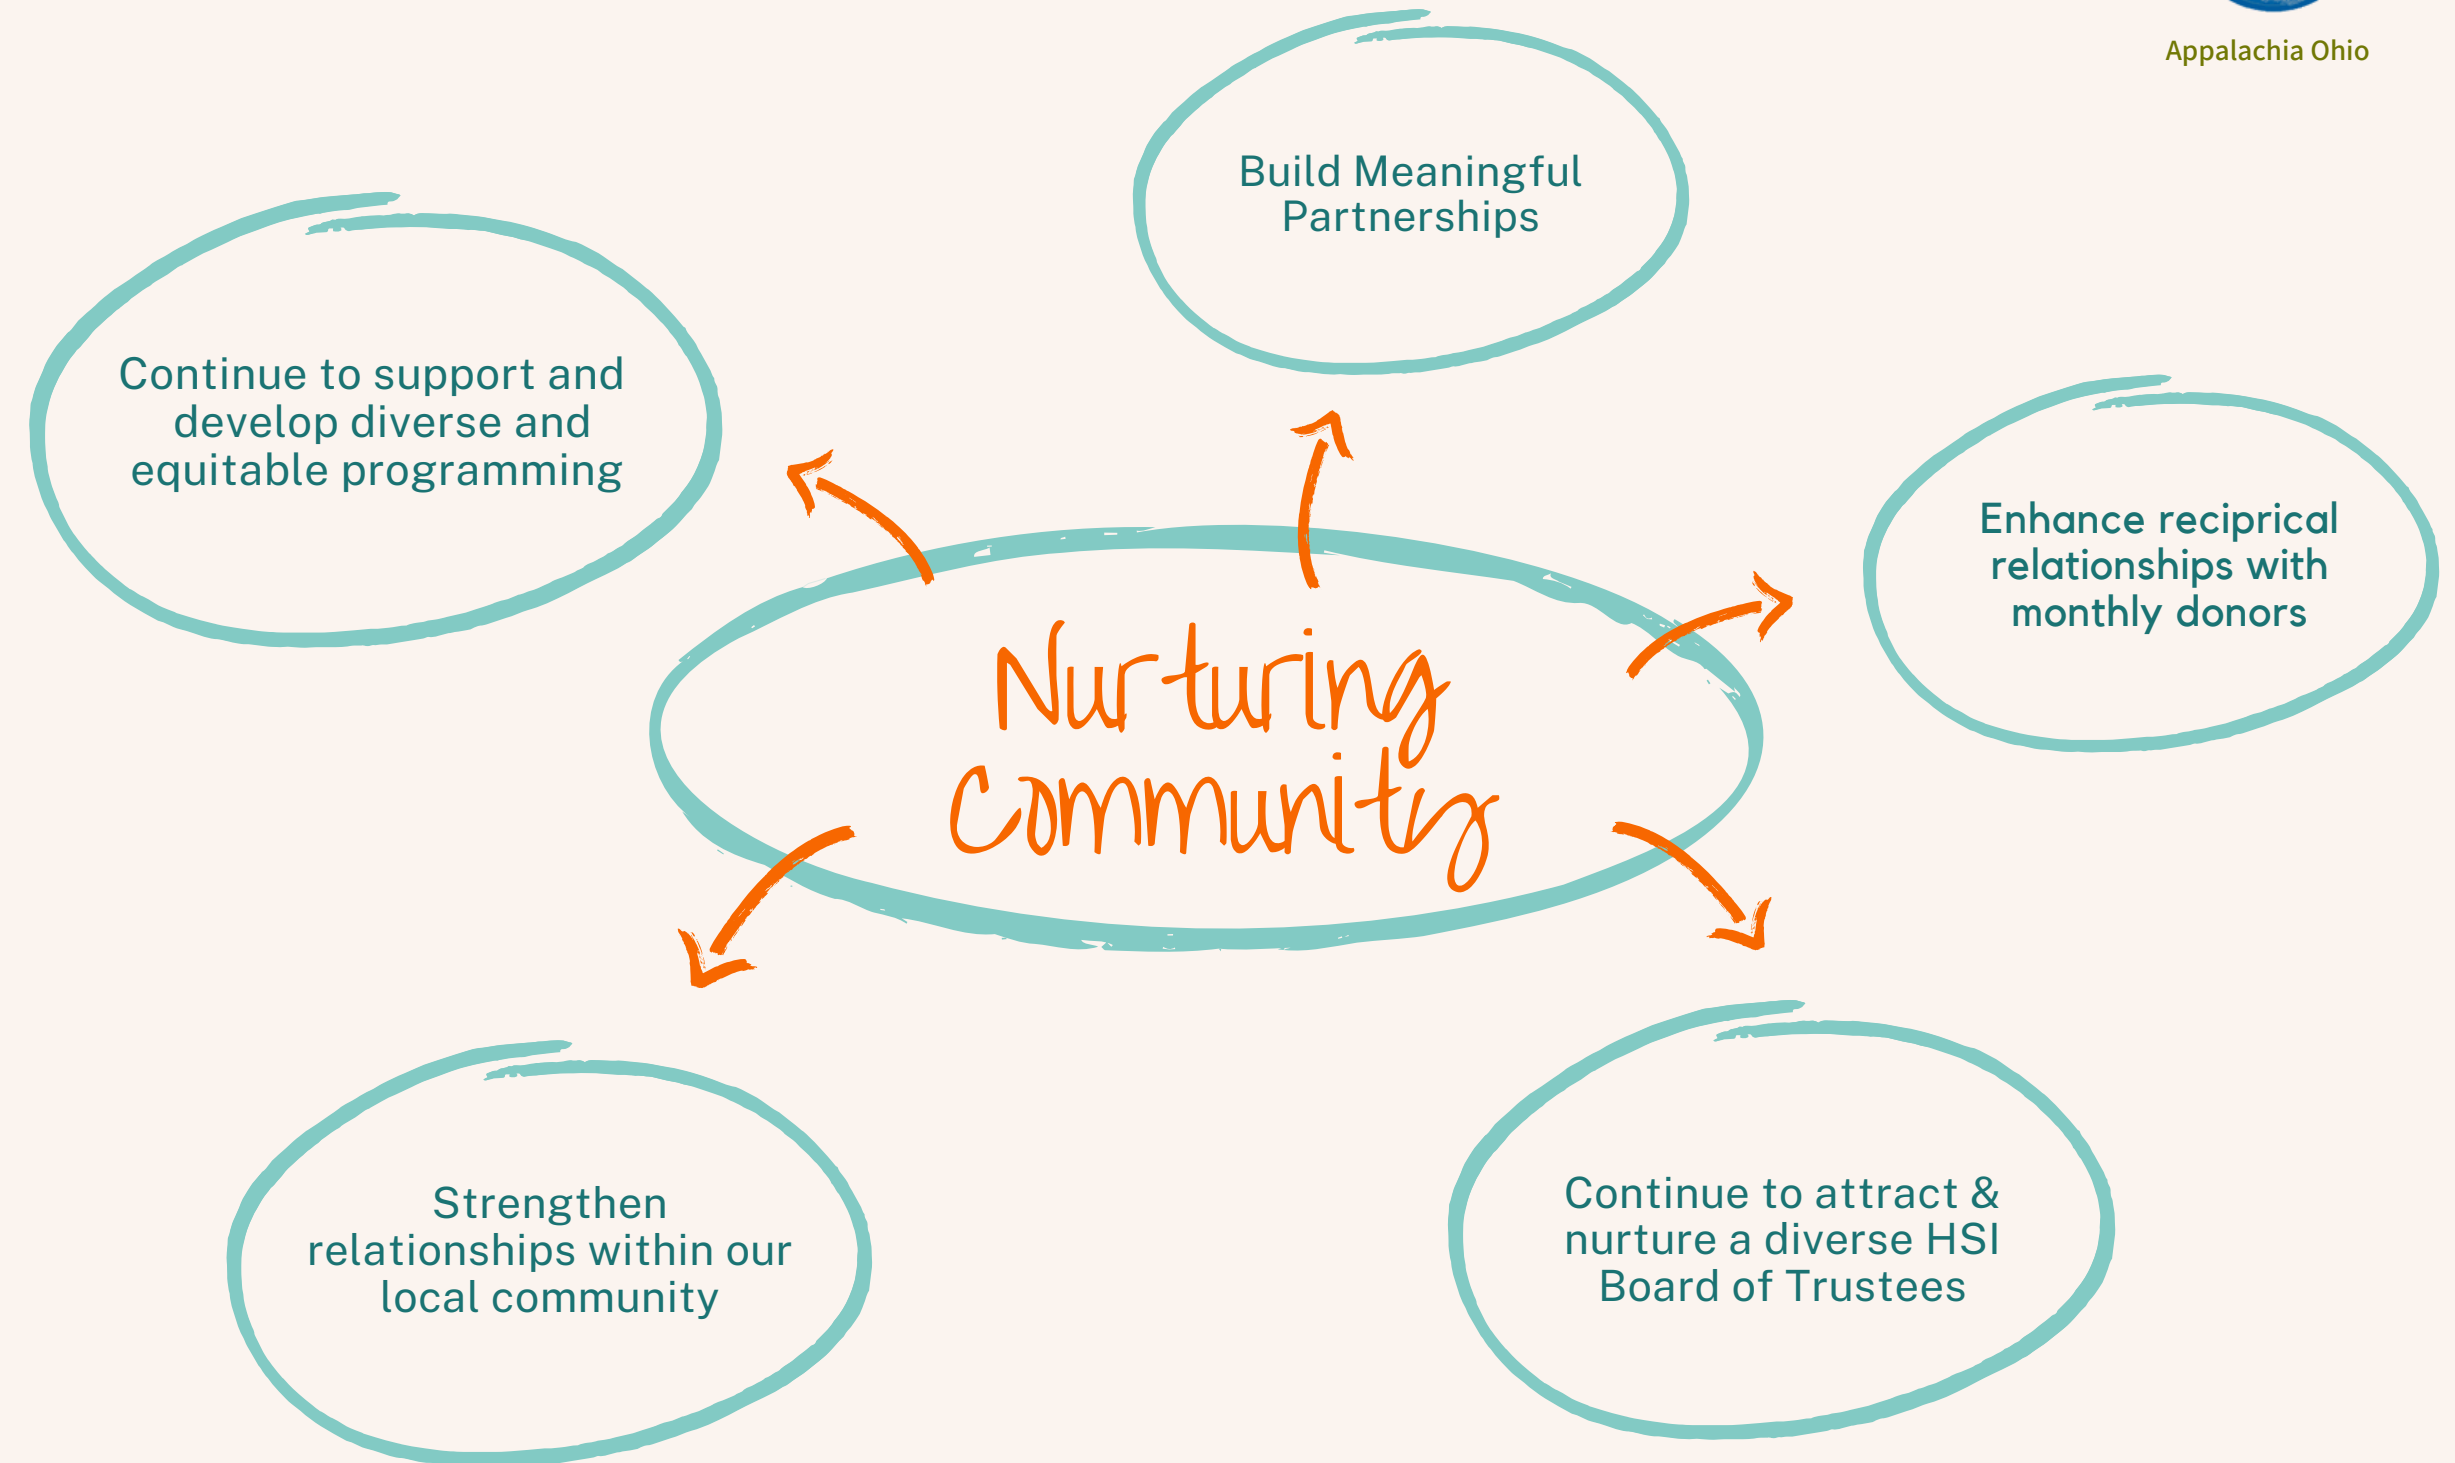 Appalachia Ohio
Build Meaningful
Partnerships
Continue to support and
develop diverse and
equitable programming
Enhance reciprical
relationships with
monthly donors
Nurturing
Community
Strengthen
relationships within our
local community
Continue to attract &
nurture a diverse HSI
Board of Trustees